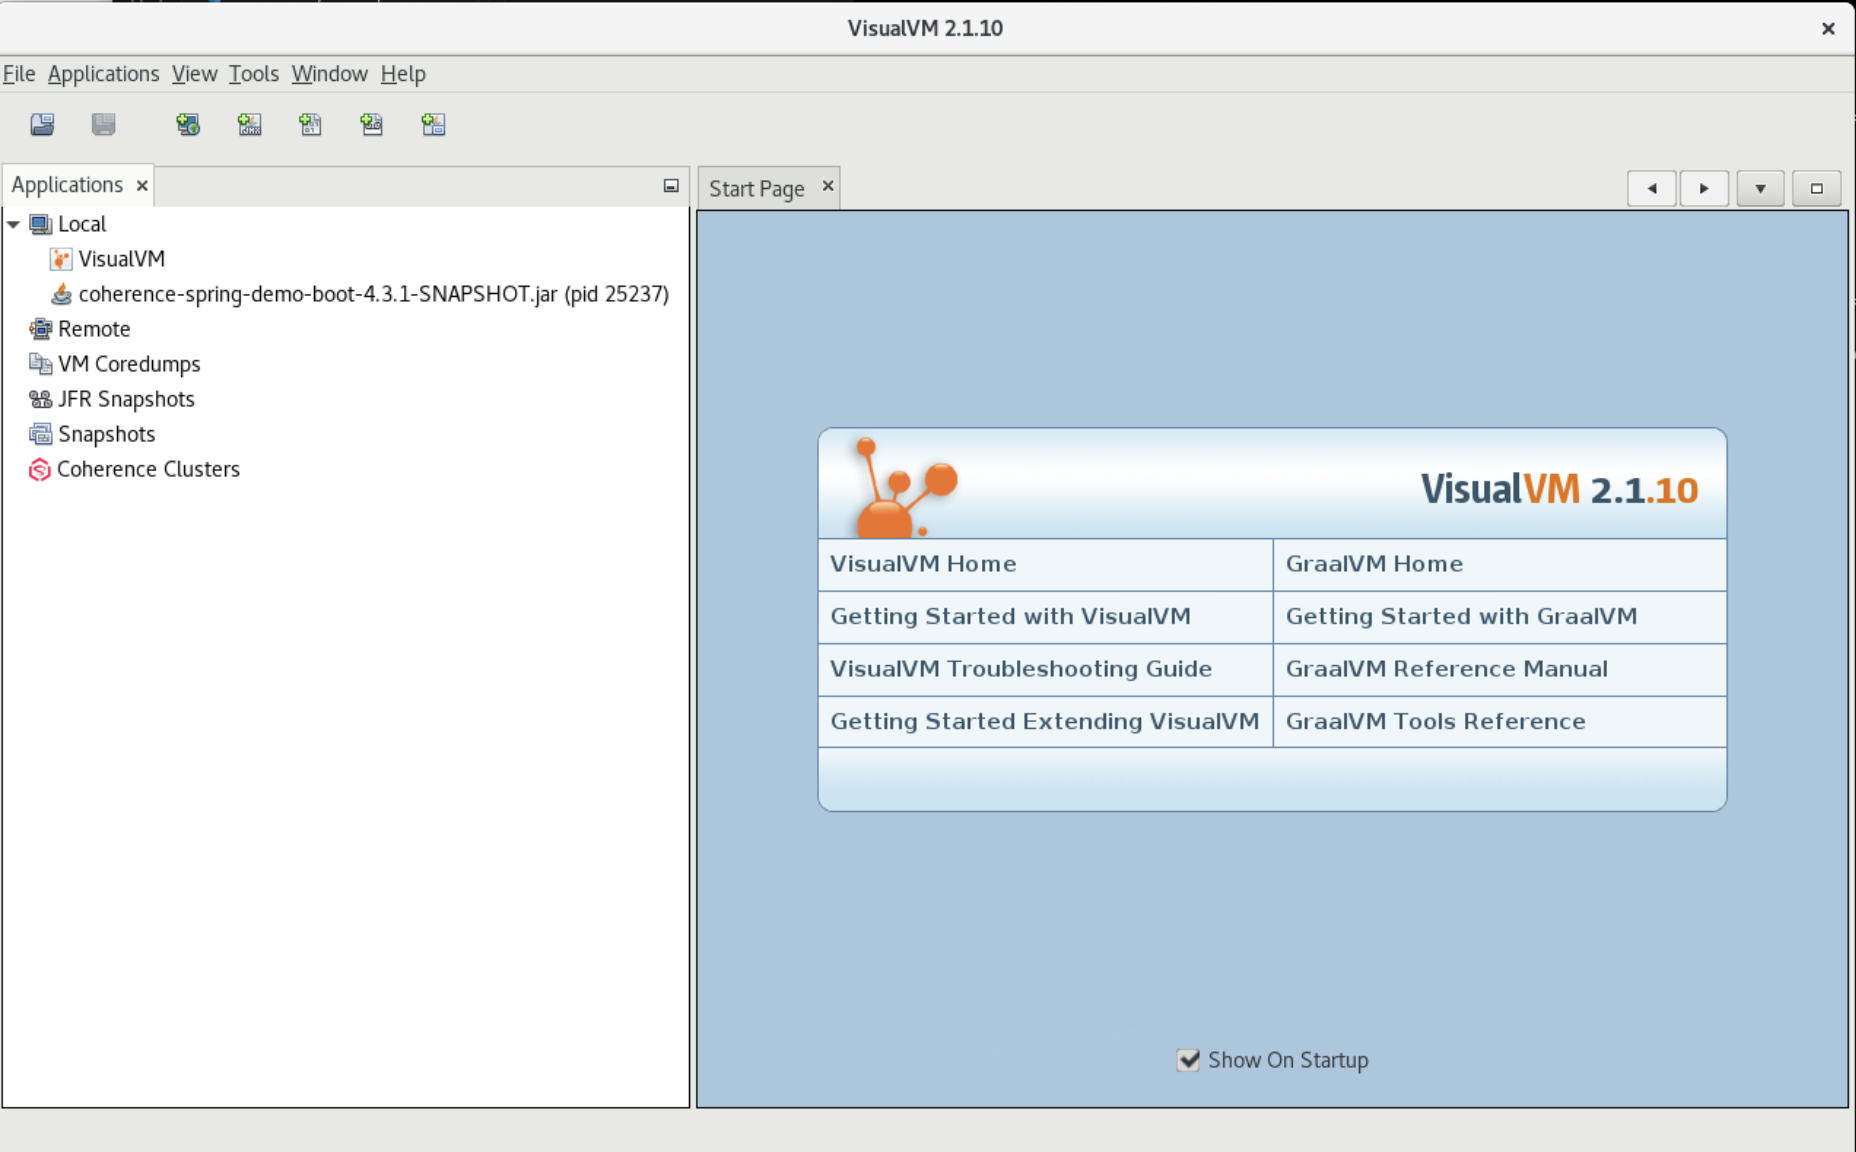 VisualVM 2.1.10
File Applications View Tools Window Help
Applications
Start Page
Local
VisualVM
coherence-spring-demo-boot-4.3.1-SNAPSHOT.jar (pid 25237)
Remote
VM Coredumps
JFR Snapshots
Snapshots
Coherence Clusters
VisualVM 2.1.10
VisualVM Home
GraalVM Home
Getting Started with VisualVM
Getting Started with GraalVM
VisualVM Troubleshooting Guide
GraalVM Reference Manual
Getting Started Extending VisualVM
GraalVM Tools Reference
Show On Startup